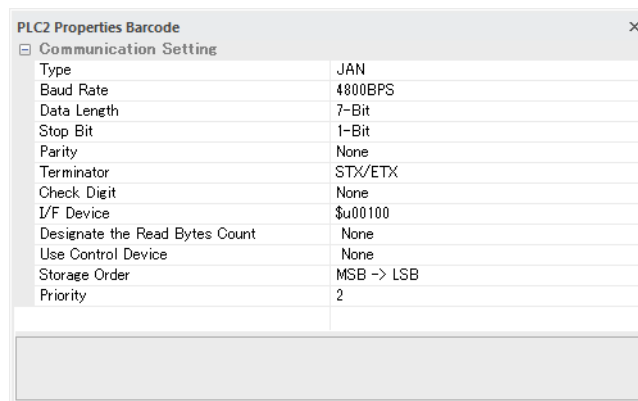 PLC2 Properties Barcode
Communication Setting
Type JAN
Baud Rate 4800BPS
Data Length 7-Bit
Stop Bit 1-Bit
Parity None
Terminator STX/ETX
Check Digit None
I/F Device $u00100
Designate the Read Bytes Count None
Use Control Device None
Storage Order MSB -> LSB
Priority 2